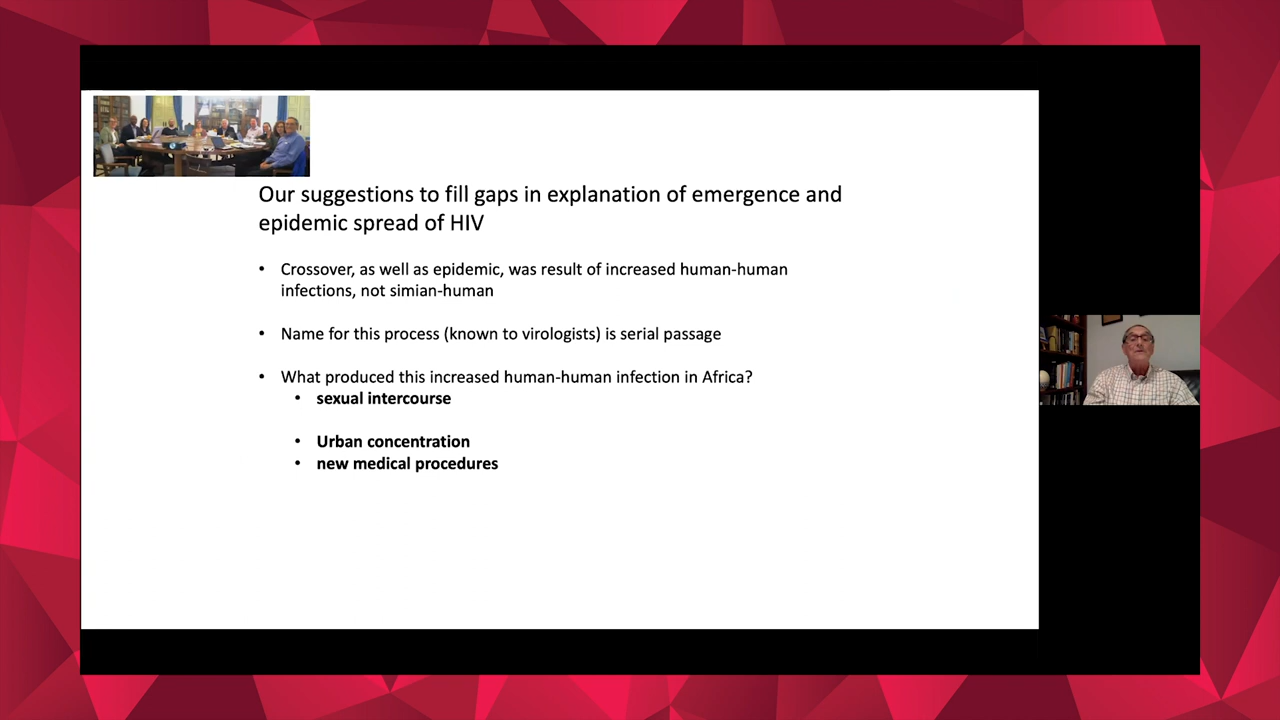 Our suggestions to fill gaps in explanation of emergence and
epidemic spread of HIV
• Crossover, as well as epidemic, was result of increased human-human
infections, not simian-human
• Name for this process (known to virologists) is serial passage
• What produced this increased human-human infection in Africa?
• sexual intercourse
• Urban concentration
• new medical procedures